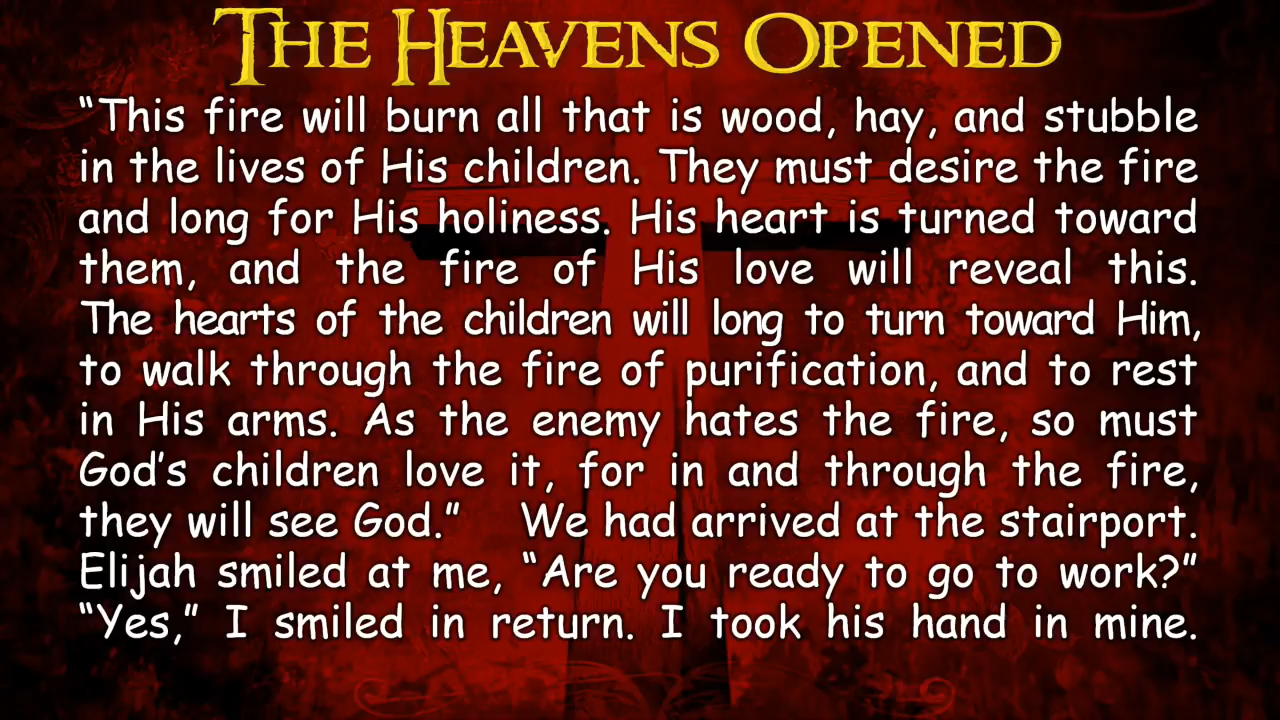 THE HEAVENS OPENED
“This fire will burn all that is wood, hay, and stubble
in the lives of His children. They must desire the fire
and long for His holiness. His heart is turned toward
them, and the fire of His love will reveal this.
The hearts of the children will long to turn toward Him,
to walk through the fire of purification, and to rest
in His arms. As the enemy hates the fire, so must
God’s children love it, for in and through the fire,
they will see God.” We had arrived at the stairport.
Elijah smiled at me, “Are you ready to go to work?”
“Yes,” I smiled in return. I took his hand in mine.